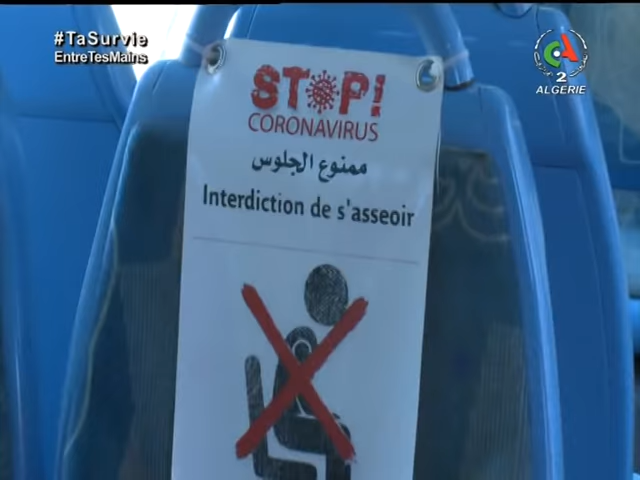 #TaSurvie
EntreTesMains
2
ALGERIE
STOP!
CORONAVIRUS
ممنوع الجلوس
Interdiction de s'asseoir